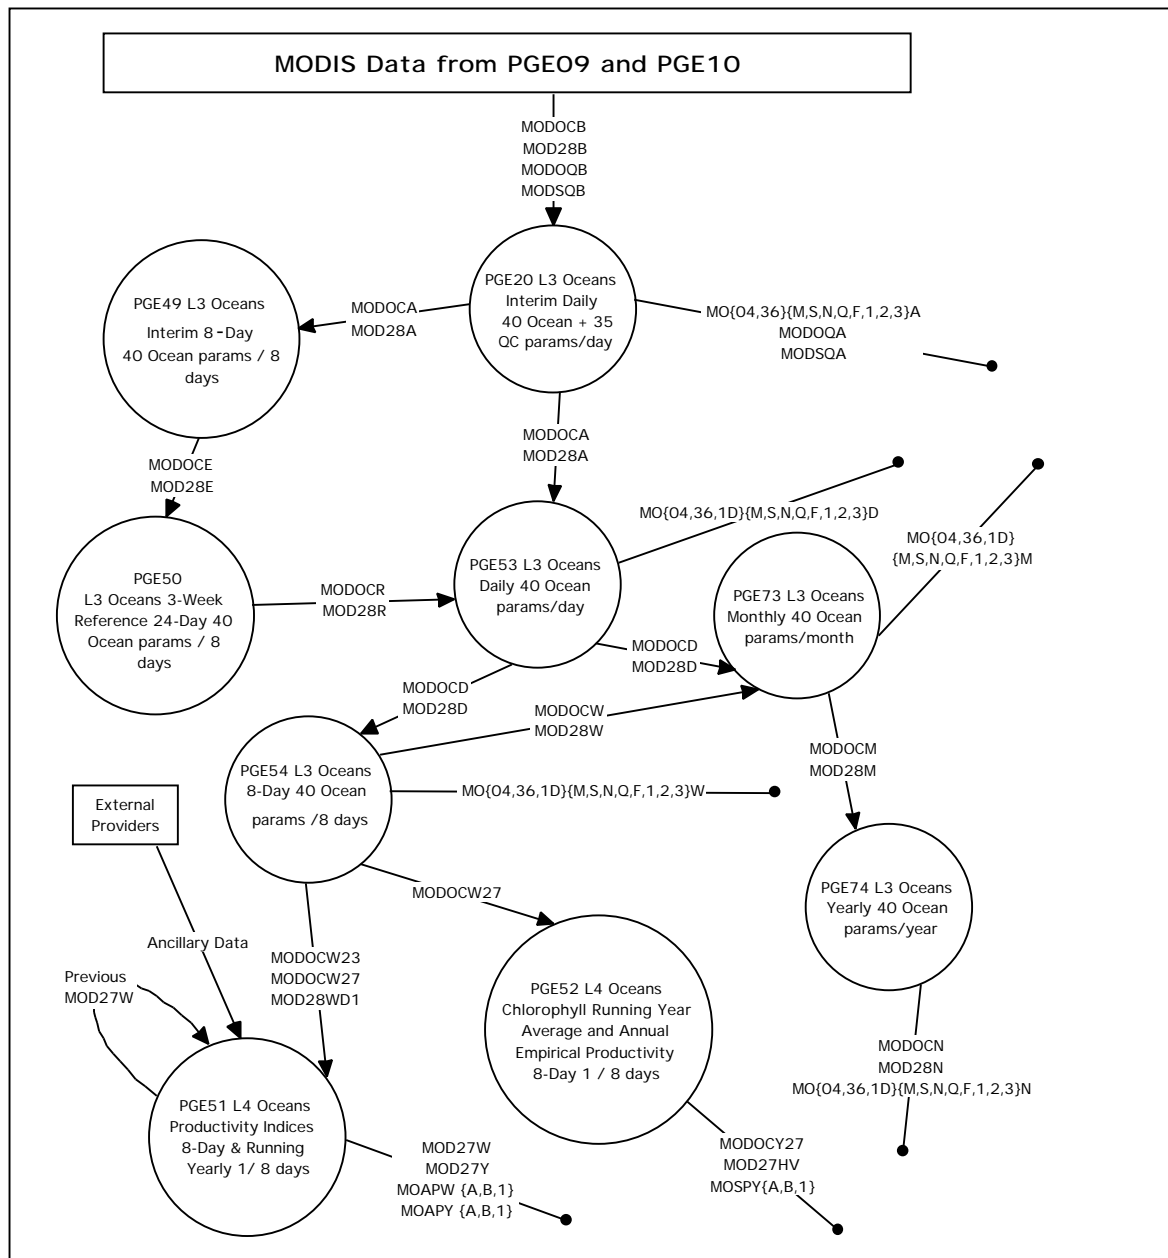 MODIS Data from PGE09 and PGE10
MODOCB
MOD28B
MODOQB
MODSQB
PGE20 L3 Oceans
Interim Daily
40 Ocean + 35
QC params/day
PGE49 L3 Oceans
Interim 8-Day
40 Ocean params / 8
days
MODOCA
MOD28A
MO{04,36}{M,S,N,Q,F,1,2,3}A
MODOQA
MODSQA
MODOCA
MOD28A
MODOCE
MOD28E
MO{04,36,1D}{M,S,N,Q,F,1,2,3}D
MO{04,36,1D}
{M,S,N,Q,F,1,2,3}M
PGE50
L3 Oceans 3-Week
Reference 24-Day 40
Ocean params / 8
days
MODOCR
MOD28R
PGE53 L3 Oceans
Daily 40 Ocean
params/day
PGE73 L3 Oceans
Monthly 40 Ocean
params/month
MODOCD
MOD28D
MODOCD
MOD28D
MODOCW
MOD28W
MODOCM
MOD28M
PGE54 L3 Oceans
8-Day 40 Ocean
params /8 days
MO{04,36,1D}{M,S,N,Q,F,1,2,3}W
External
Providers
MODOCW27
PGE74 L3 Oceans
Yearly 40 Ocean
params/year
Ancillary Data
MODOCW23
MODOCW27
MOD28WD1
Previous
MOD27W
PGE52 L4 Oceans
Chlorophyll Running Year
Average and Annual
Empirical Productivity
8-Day 1 / 8 days
MODOCN
MOD28N
MO{04,36,1D}{M,S,N,Q,F,1,2,3}N
PGE51 L4 Oceans
Productivity Indices
8-Day & Running
Yearly 1/ 8 days
MOD27W
MOD27Y
MOAPW {A,B,1}
MOAPY {A,B,1}
MODOCY27
MOD27HV
MOSPY{A,B,1}